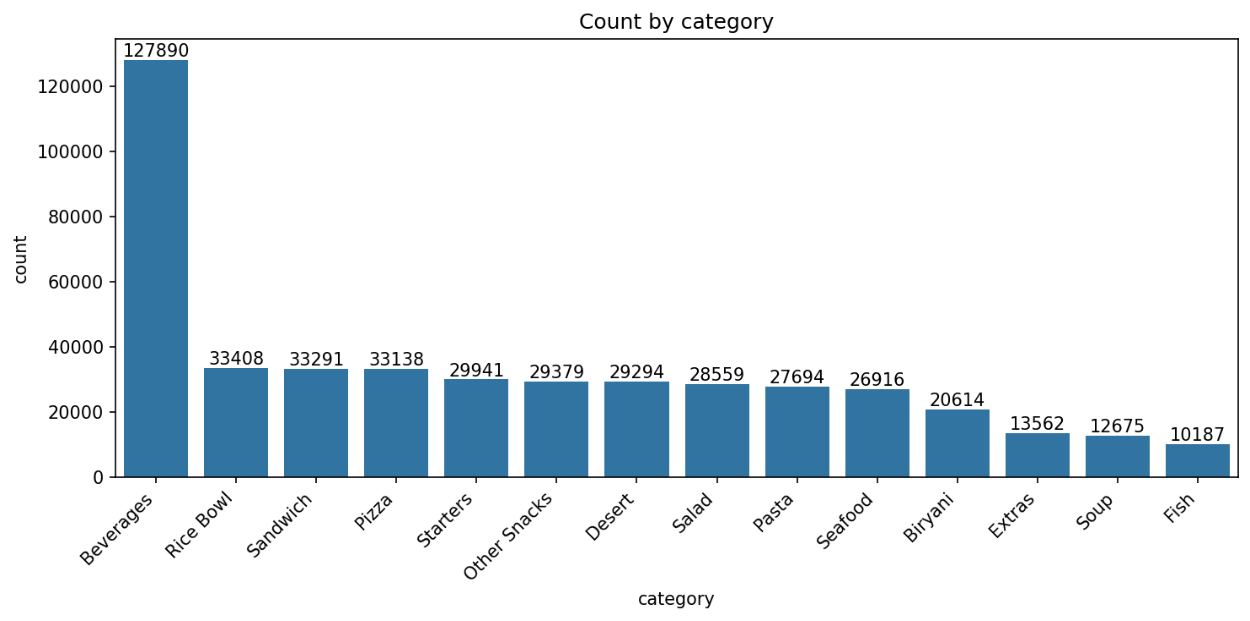 Count by category
count
120000
100000
80000
60000
40000
20000
0
127890
33408
33291
33138
29941
29379
29294
28559
27694
26916
20614
13562
12675
10187
Beverages
Rice Bowl
Sandwich
Pizza
Starters
Other Snacks
Desert
Salad
Pasta
Seafood
Biryani
Extras
Soup
Fish
category